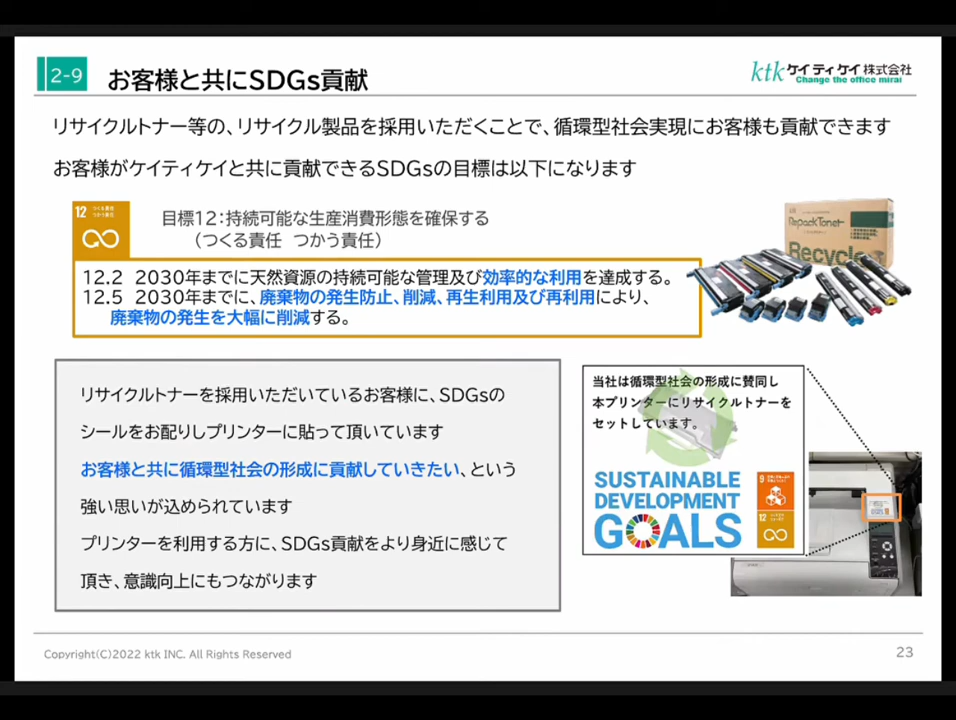 2-9
お客様と共にSDGs貢献
ktk ケイティケイ 株式会社
Change the office mirai
リサイクルトナー等の、リサイクル製品を採用いただくことで、循環型社会実現にお客様も貢献できます
お客様がケイティケイと共に貢献できるSDGsの目標は以下になります
12 つくる責任
つかう責任
目標12：持続可能な生産消費形態を確保する
（つくる責任 つかう責任）
12.2 2030年までに天然資源の持続可能な管理及び効率的な利用を達成する。
12.5 2030年までに、廃棄物の発生防止、削減、再生利用及び再利用により、
廃棄物の発生を大幅に削減する。
RepackToner
Recycle
リサイクルトナーを採用いただいているお客様に、SDGsの
シールをお配りしプリンターに貼って頂いています
お客様と共に循環型社会の形成に貢献していきたい、という
強い思いが込められています
プリンターを利用する方に、SDGs貢献をより身近に感じて
頂き、意識向上にもつながります
当社は循環型社会の形成に賛同し
本プリンターにリサイクルトナーを
セットしています。
SUSTAINABLE
DEVELOPMENT
GOALS
9
12
Copyright(C)2022 ktk INC. All Rights Reserved
23